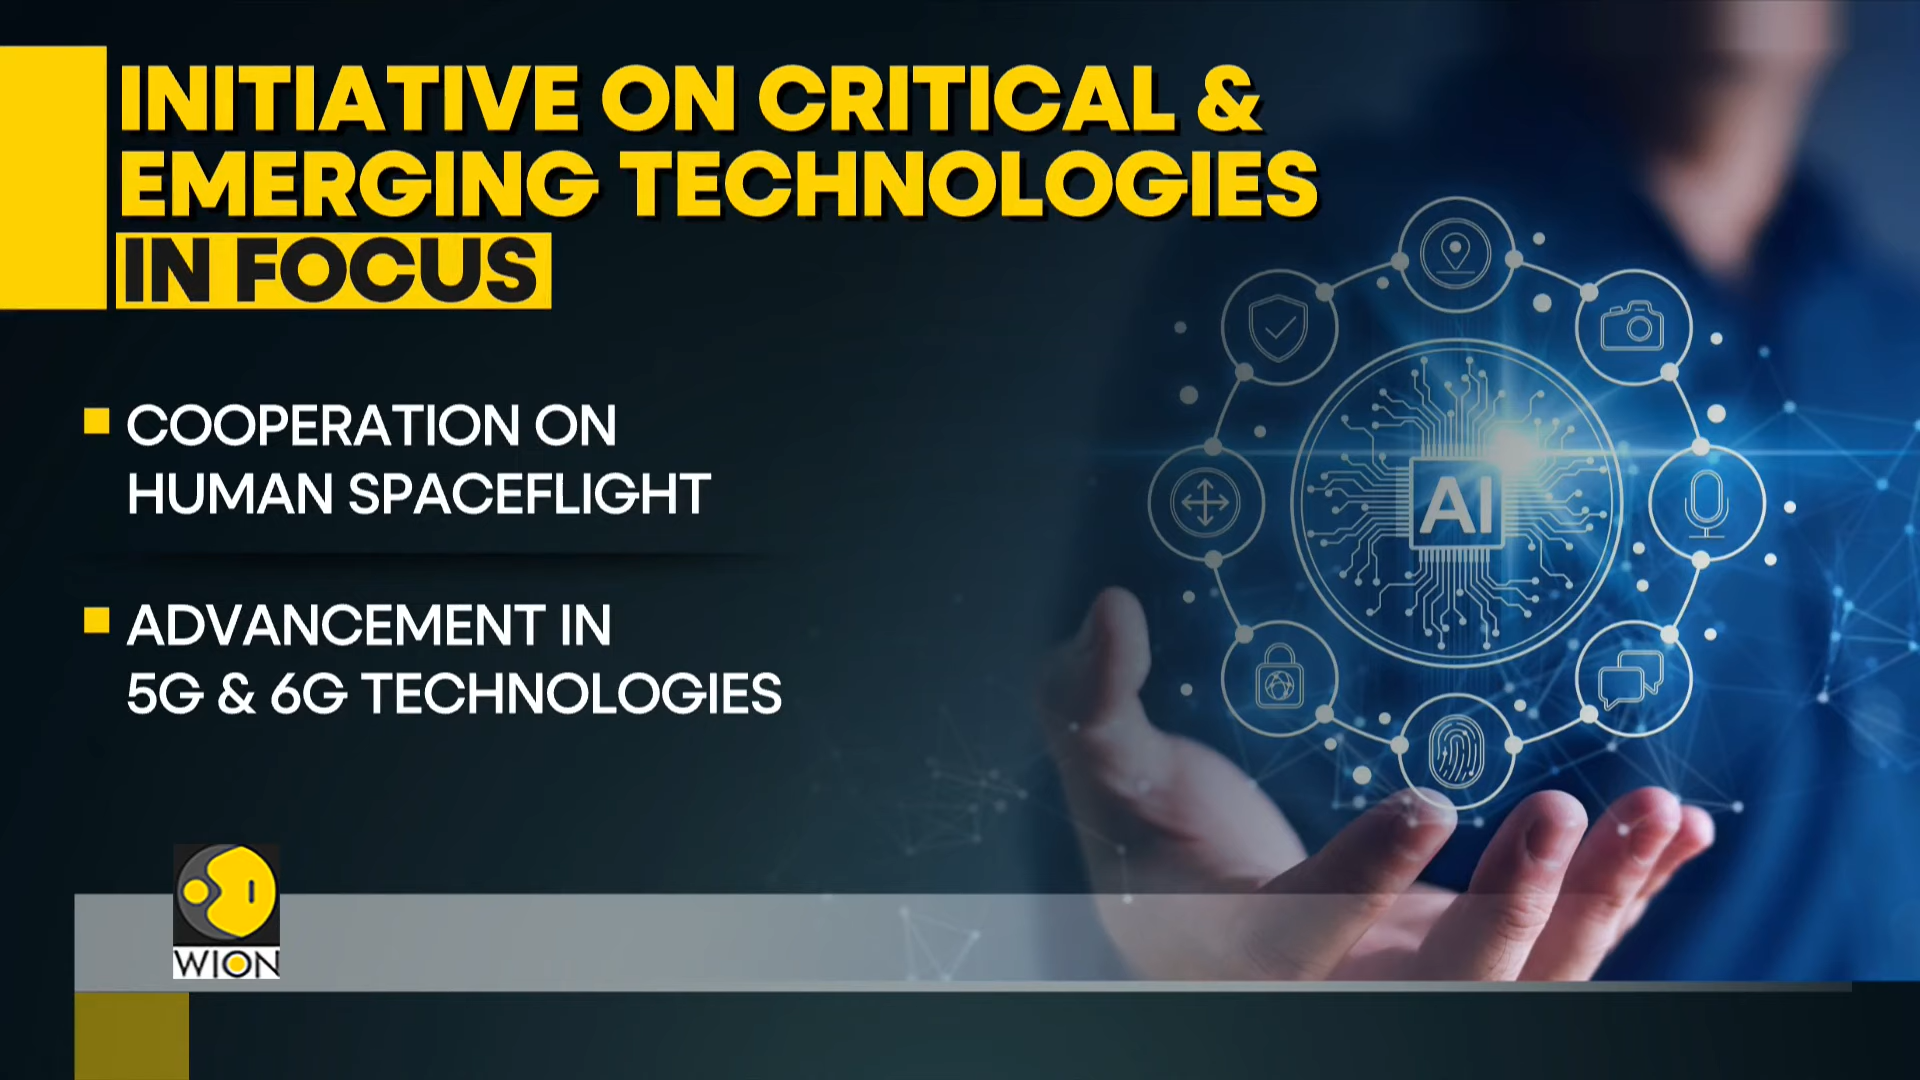 INITIATIVE ON CRITICAL &
EMERGING TECHNOLOGIES
IN FOCUS
COOPERATION ON
HUMAN SPACEFLIGHT
ADVANCEMENT IN
5G & 6G TECHNOLOGIES
AI
WION